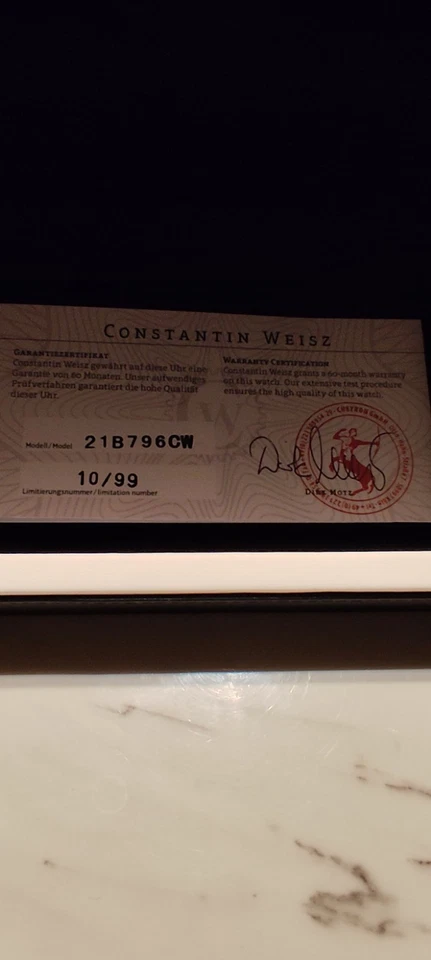 CONSTANTIN WEISZ
GARANTIEZERTIFIKAT
Constantin Weisz gewährt auf diese Uhr eine
Garantie von 60 Monaten. Unser aufwendiges
Prüfverfahren garantiert die hohe Qualität
dieser Uhr.
WARRANTY CERTIFICATION
Constantin Weisz grants a 60-month warranty
on this watch. Our extensive test procedure
ensures the high quality of this watch.
Modell/Model 21B796CW
10/99
Limitierungsnummer/limitation number
DIRK HOTZ